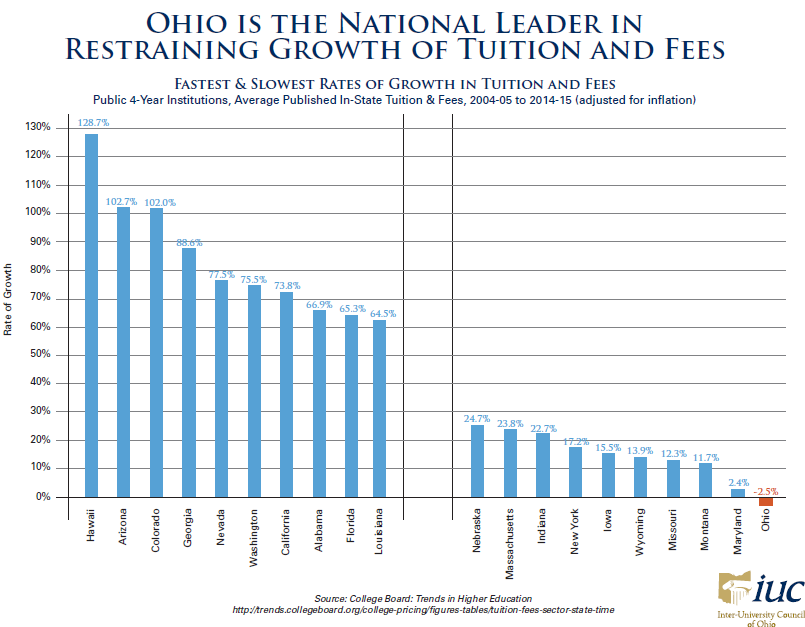 OHIO IS THE NATIONAL LEADER IN
RESTRAINING GROWTH OF TUITION AND FEES
FASTEST & SLOWEST RATES OF GROWTH IN TUITION AND FEES
Public 4-Year Institutions, Average Published In-State Tuition & Fees, 2004-05 to 2014-15 (adjusted for inflation)
Rate of Growth
130%
120%
110%
100%
90%
80%
70%
60%
50%
40%
30%
20%
10%
0%
128.7%
102.7%
102.0%
88.6%
77.5%
75.5%
73.8%
66.9%
65.3%
64.5%
24.7%
23.8%
22.7%
17.2%
15.5%
13.9%
12.3%
11.7%
2.4%
-2.5%
Hawaii
Arizona
Colorado
Georgia
Nevada
Washington
California
Alabama
Florida
Louisiana
Nebraska
Massachusetts
Indiana
New York
Iowa
Wyoming
Missouri
Montana
Maryland
Ohio
Source: College Board: Trends in Higher Education
http://trends.collegeboard.org/college-pricing/figures-tables/tuition-fees-sector-state-time
iuc
Inter-University Council
of Ohio